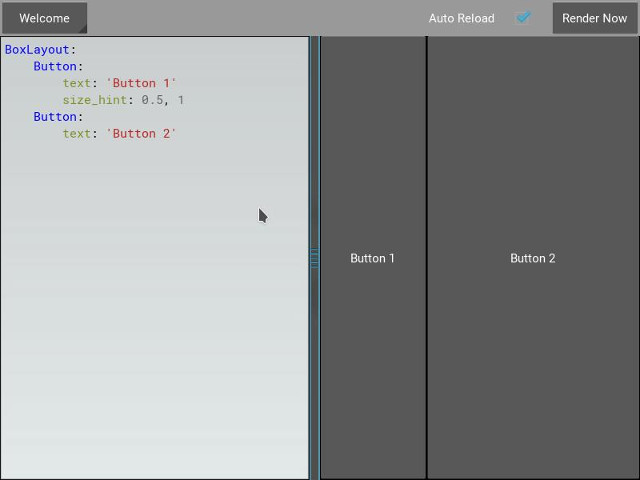 Welcome
Auto Reload
Render Now
BoxLayout:
    Button:
        text: 'Button 1'
        size_hint: 0.5, 1
    Button:
        text: 'Button 2'
Button 1
Button 2